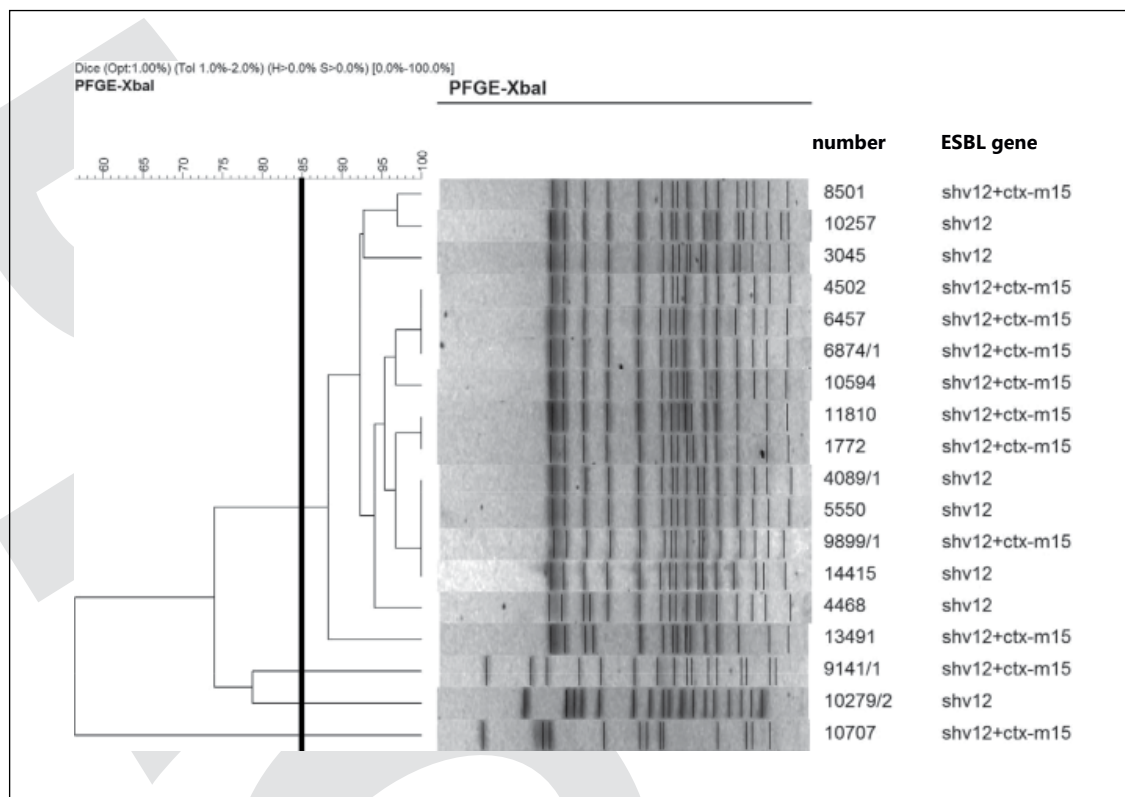 Dice (Opt:1.00%) (Tol 1.0%-2.0%) (H>0.0% S>0.0%) [0.0%-100.0%]
PFGE-XbaI PFGE-XbaI
number ESBL gene
60 65 70 75 80 85 90 95 100
8501 shv12+ctx-m15
10257 shv12
3045 shv12
4502 shv12+ctx-m15
6457 shv12+ctx-m15
6874/1 shv12+ctx-m15
10594 shv12+ctx-m15
11810 shv12+ctx-m15
1772 shv12+ctx-m15
4089/1 shv12
5550 shv12
9899/1 shv12+ctx-m15
14415 shv12
4468 shv12
13491 shv12+ctx-m15
9141/1 shv12+ctx-m15
10279/2 shv12
10707 shv12+ctx-m15